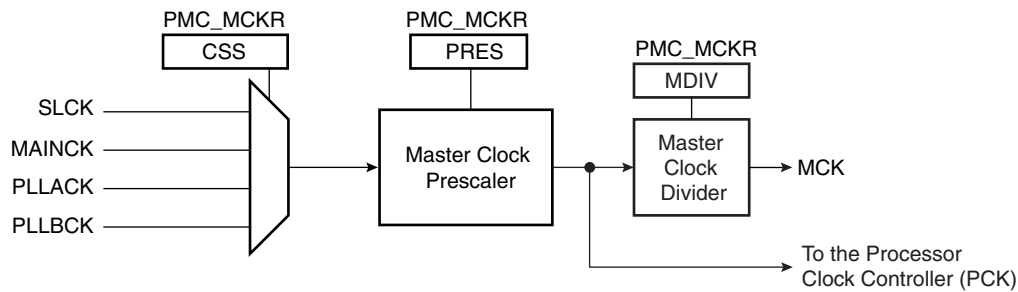 PMC_MCKR
CSS
PMC_MCKR
PRES
PMC_MCKR
MDIV
SLCK
MAINCK
PLLACK
PLLBCK
Master Clock
Prescaler
Master
Clock
Divider
MCK
To the Processor
Clock Controller (PCK)